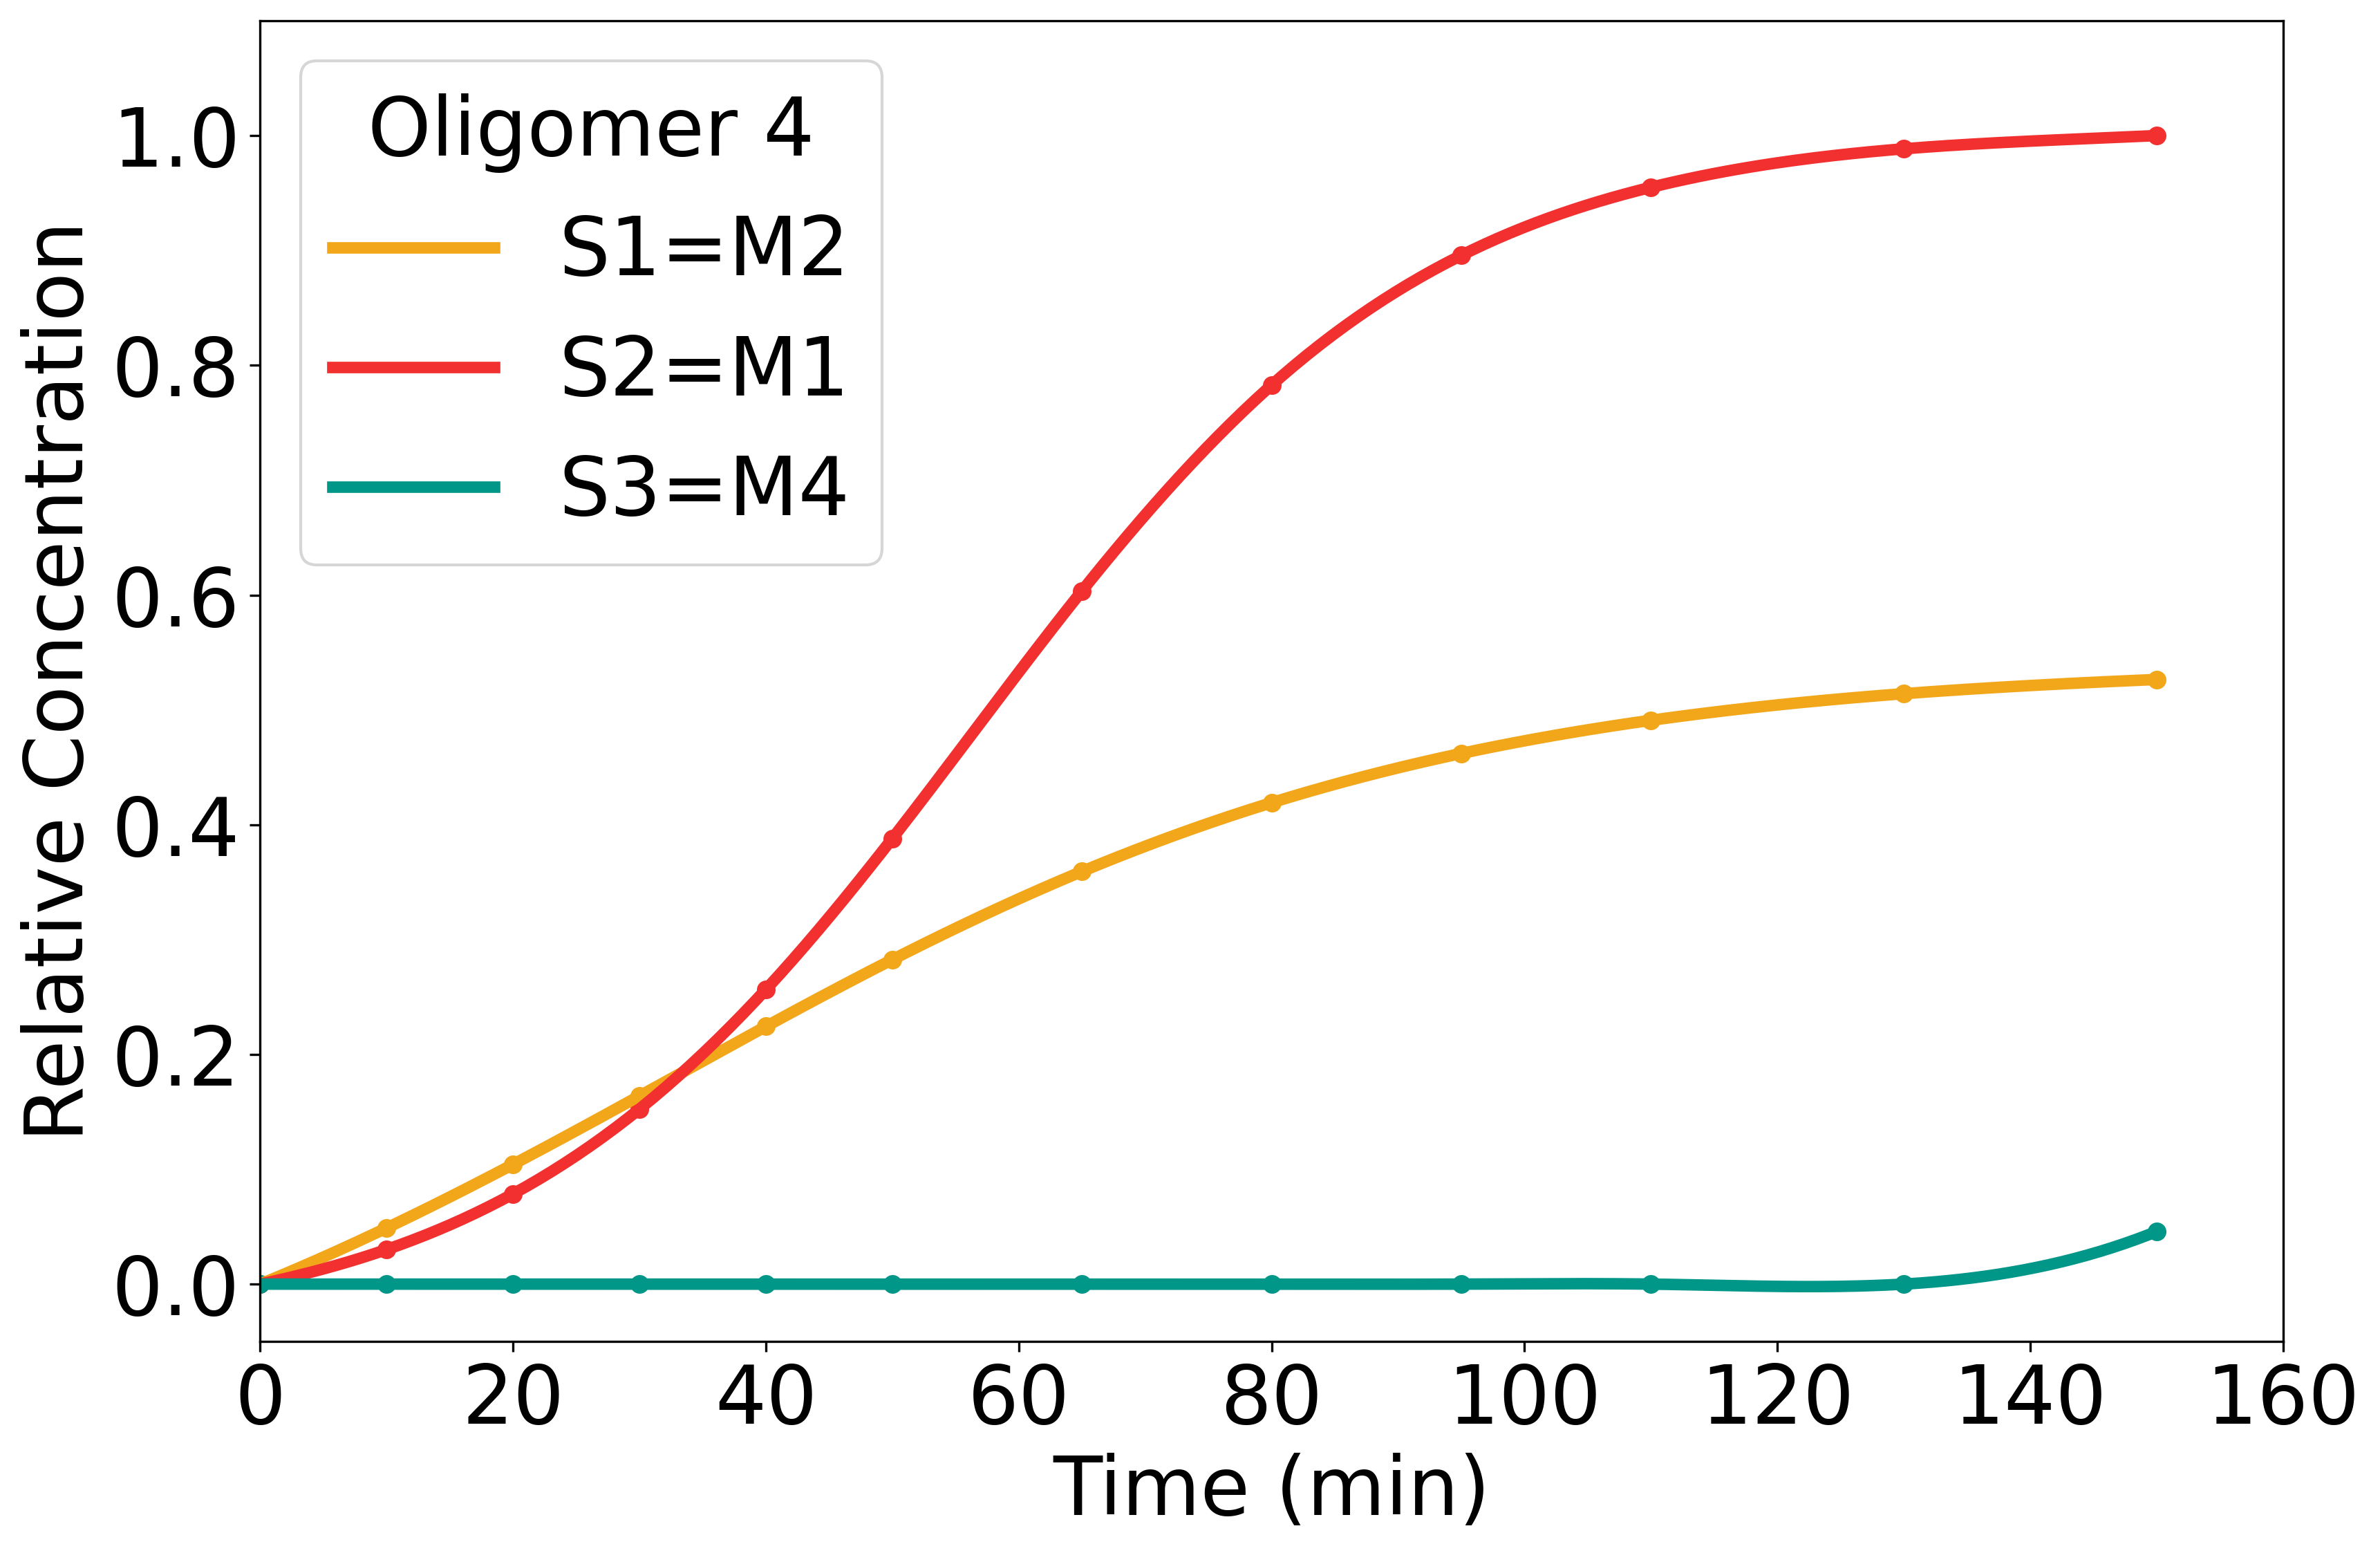 Oligomer 4
S1=M2
S2=M1
S3=M4
Relative Concentration
1.0
0.8
0.6
0.4
0.2
0.0
0 20 40 60 80 100 120 140 160
Time (min)